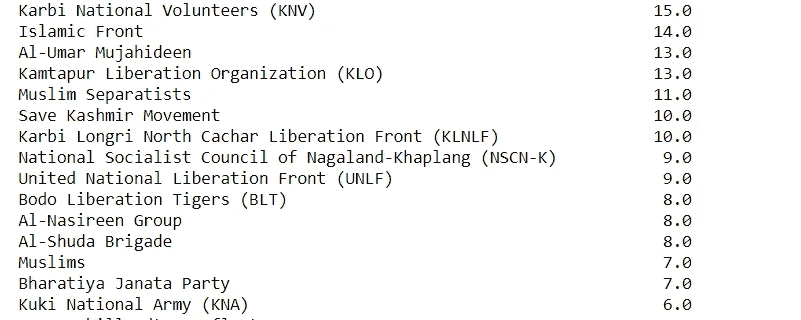 Karbi National Volunteers (KNV) 15.0
Islamic Front 14.0
Al-Umar Mujahideen 13.0
Kamtapur Liberation Organization (KLO) 13.0
Muslim Separatists 11.0
Save Kashmir Movement 10.0
Karbi Longri North Cachar Liberation Front (KLNLF) 10.0
National Socialist Council of Nagaland-Khaplang (NSCN-K) 9.0
United National Liberation Front (UNLF) 9.0
Bodo Liberation Tigers (BLT) 8.0
Al-Nasireen Group 8.0
Al-Shuda Brigade 8.0
Muslims 7.0
Bharatiya Janata Party 7.0
Kuki National Army (KNA) 6.0